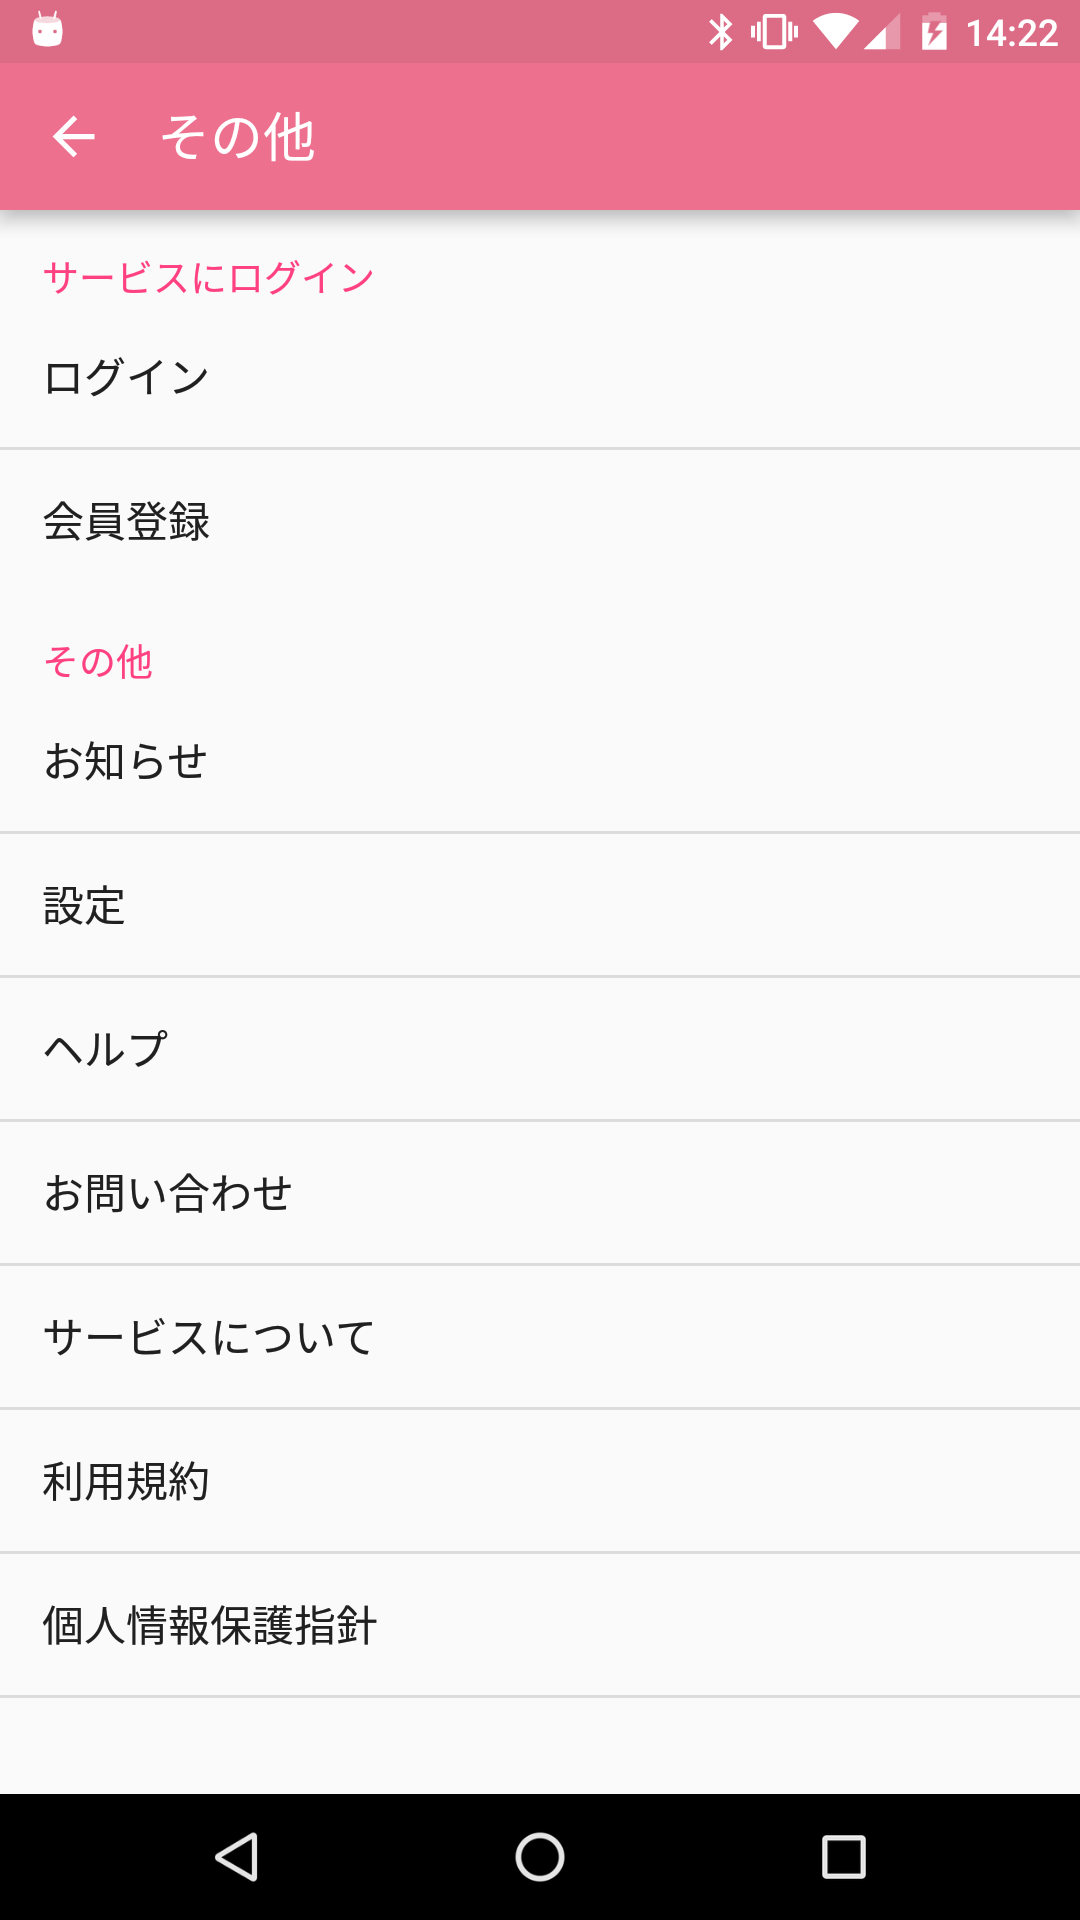 14:22
その他
サービスにログイン
ログイン
会員登録
その他
お知らせ
設定
ヘルプ
お問い合わせ
サービスについて
利用規約
個人情報保護指針